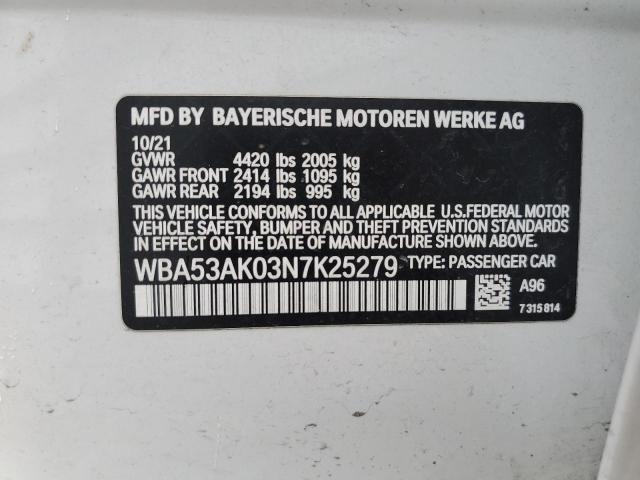 MFD BY BAYERISCHE MOTOREN WERKE AG
10/21
GVWR 4420 lbs 2005 kg
GAWR FRONT 2414 lbs 1095 kg
GAWR REAR 2194 lbs 995 kg
THIS VEHICLE CONFORMS TO ALL APPLICABLE U.S.FEDERAL MOTOR
VEHICLE SAFETY, BUMPER AND THEFT PREVENTION STANDARDS
IN EFFECT ON THE DATE OF MANUFACTURE SHOWN ABOVE.
WBA53AK03N7K25279 TYPE: PASSENGER CAR
A96
7 315 814